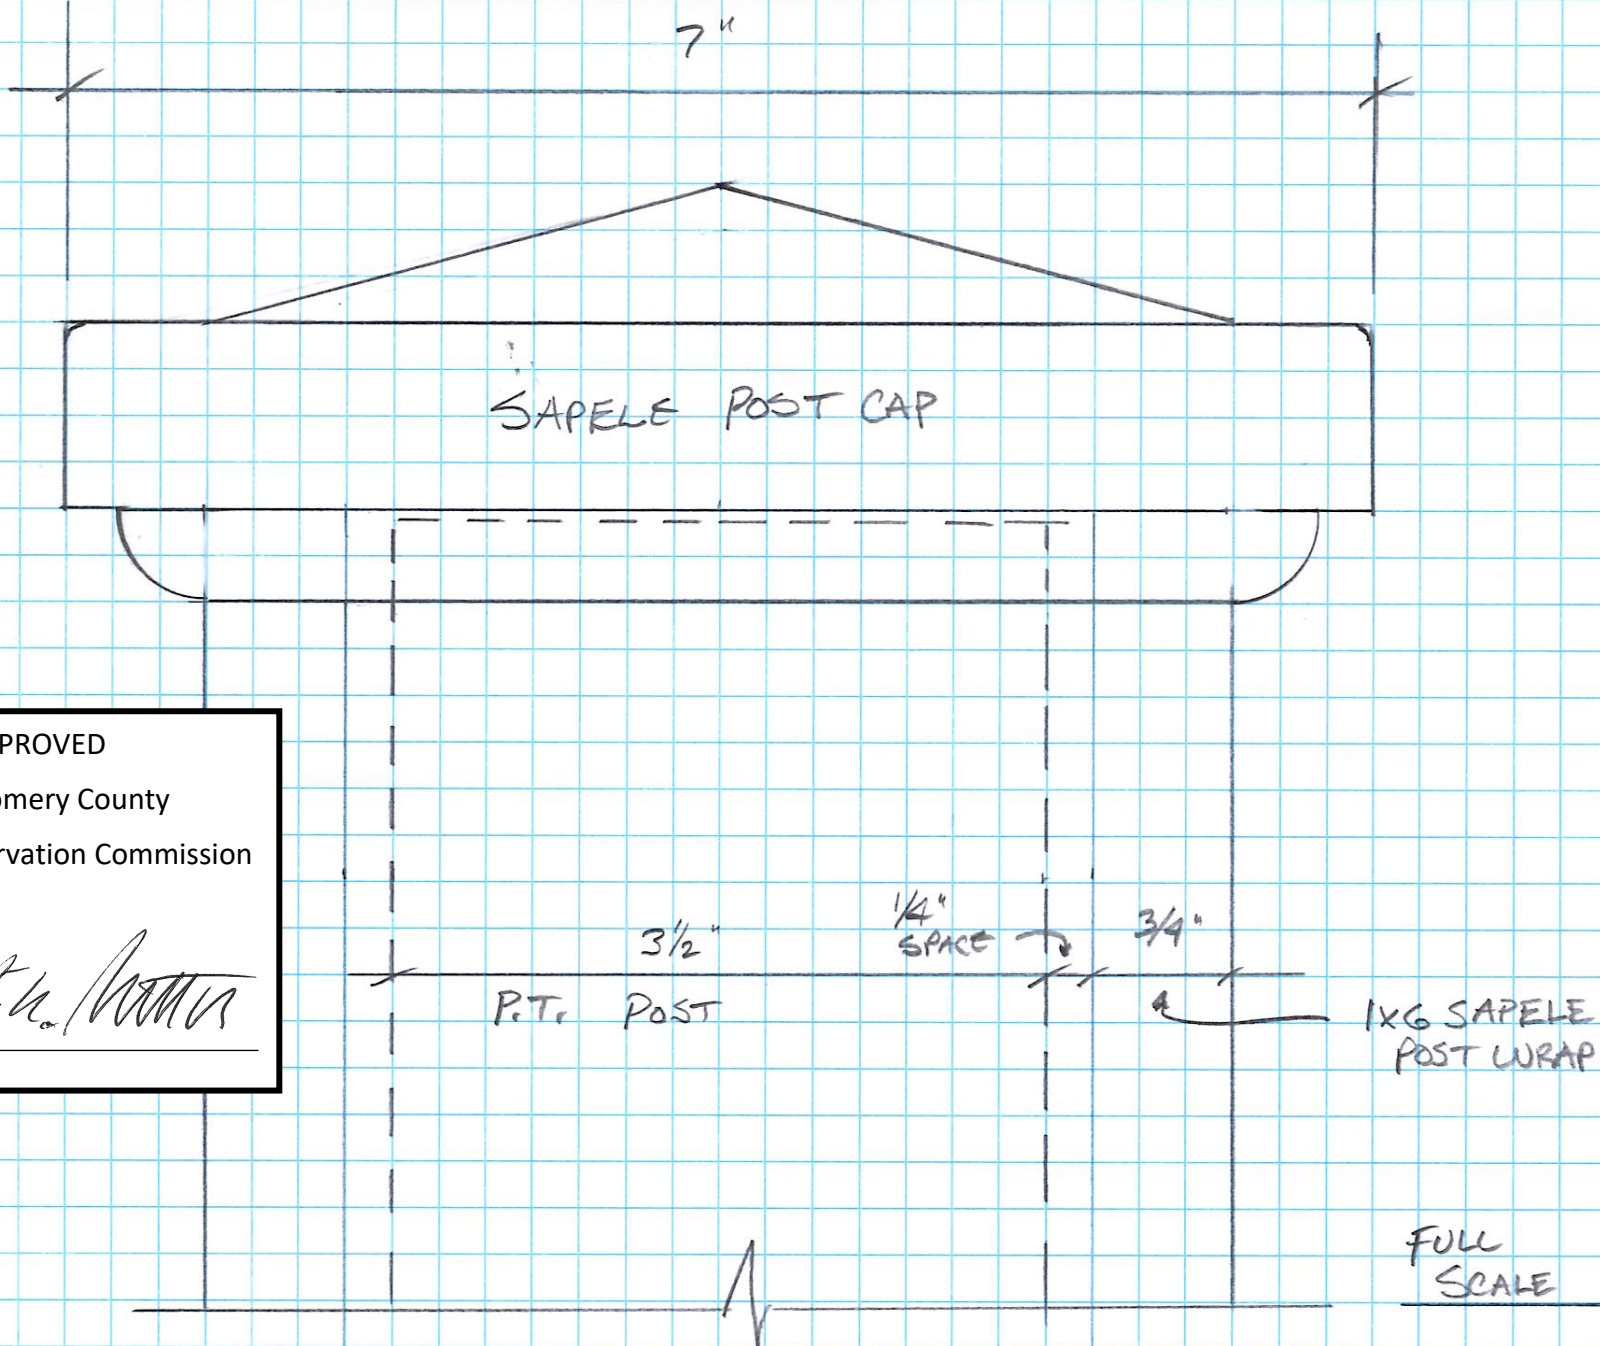 7"
SAPELE POST CAP
PROVED
omery County
rvation Commission
3 1/2"
1/4"
SPACE
3/4"
P.T. POST
1X6 SAPELE
POST WRAP
FULL
SCALE